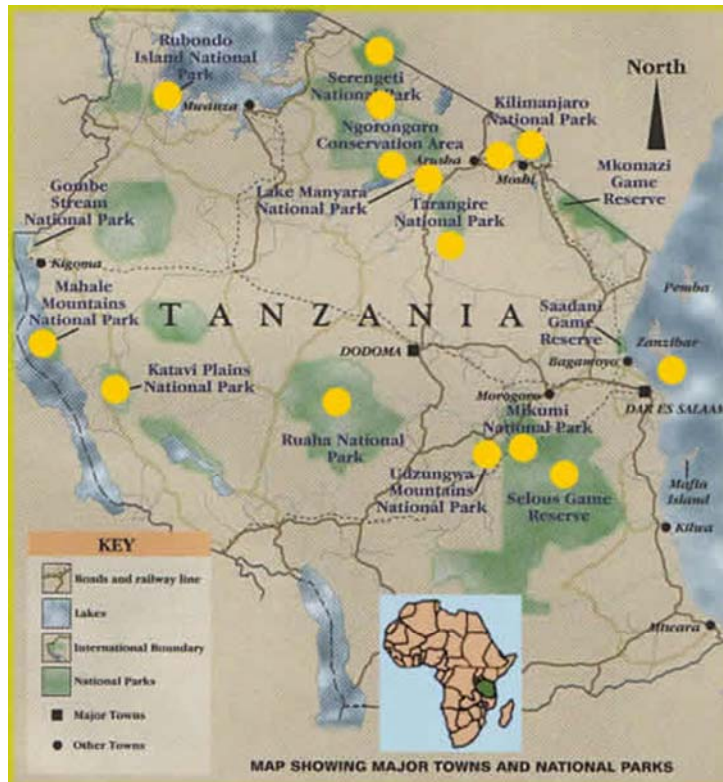 Rubondo
Island National
Park
Mwanza
Serengeti
National Park
Ngorongoro
Conservation Area
North
Kilimanjaro
National Park
Arusha
Moshi
Mkomazi
Game
Reserve
Lake Manyara
National Park
Tarangire
National Park
Gombe
Stream
National Park
Kigoma
Mahale
Mountains
National Park
TANZANIA
Pemba
Saadani
Game
Reserve
Zanzibar
DODOMA
Bagamoyo
Katavi Plains
National Park
Morogoro
DAR ES SALAAM
Mikumi
National Park
Ruaha National
Park
Udzungwa
Mountains
National Park
Selous Game
Reserve
Mafia
Island
Kilwa
Mtwara
KEY
Roads and railway line
Lakes
International Boundary
National Parks
Major Towns
Other Towns
MAP SHOWING MAJOR TOWNS AND NATIONAL PARKS